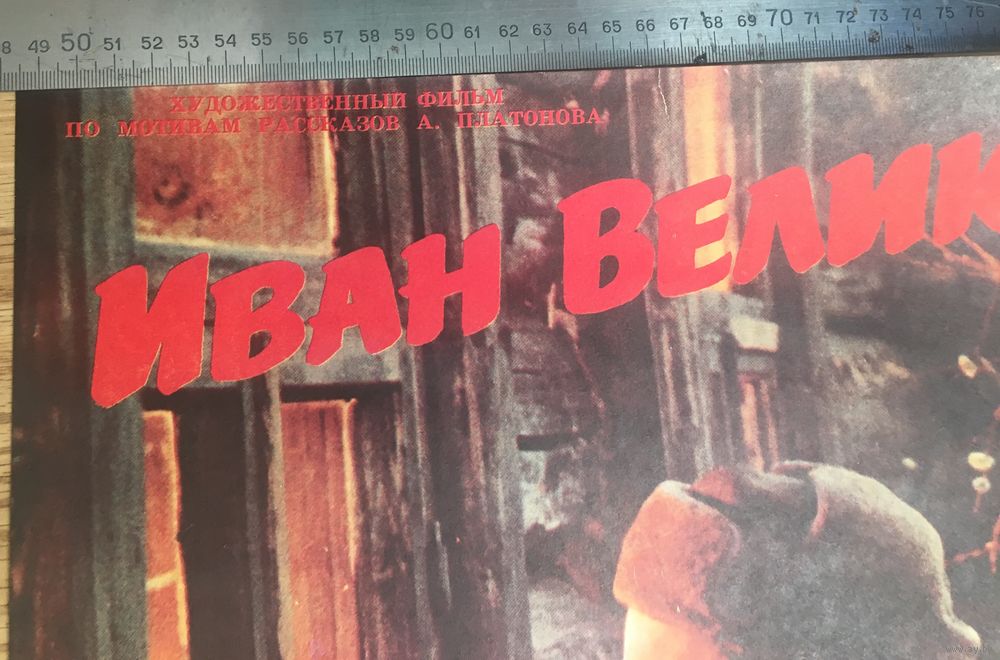 8 49 50 51 52 53 54 55 56 57 58 59 60 61 62 63 64 65 66 67 68 69 70 71 72 73 74 75 76
ХУДОЖЕСТВЕННЫЙ ФИЛЬМ
ПО МОТИВАМ РАССКАЗОВ А. ПЛАТОНОВА
ИВАН ВЕЛИК